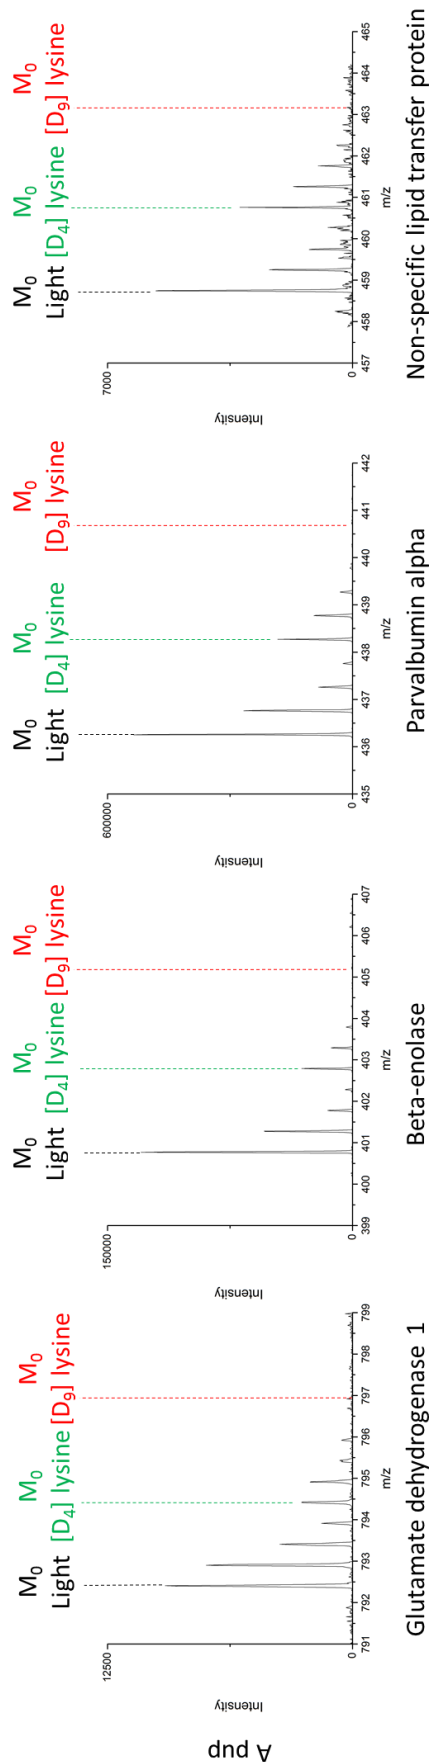 A pup
M₀ M₀ M₀
Light [D₄] lysine [D₉] lysine
12500
Intensity
0
791 792 793 794 795 796 797 798 799
Glutamate dehydrogenase 1
M₀ M₀ M₀
Light [D₄] lysine [D₉] lysine
150000
Intensity
0
399 400 401 402 403 404 405 406 407
m/z
Beta-enolase
M₀ M₀ M₀
Light [D₄] lysine [D₉] lysine
600000
Intensity
0
435 436 437 438 439 440 441 442
m/z
Parvalbumin alpha
M₀ M₀ M₀
Light [D₄] lysine [D₉] lysine
7000
Intensity
0
457 458 459 460 461 462 463 464 465
m/z
Non-specific lipid transfer protein